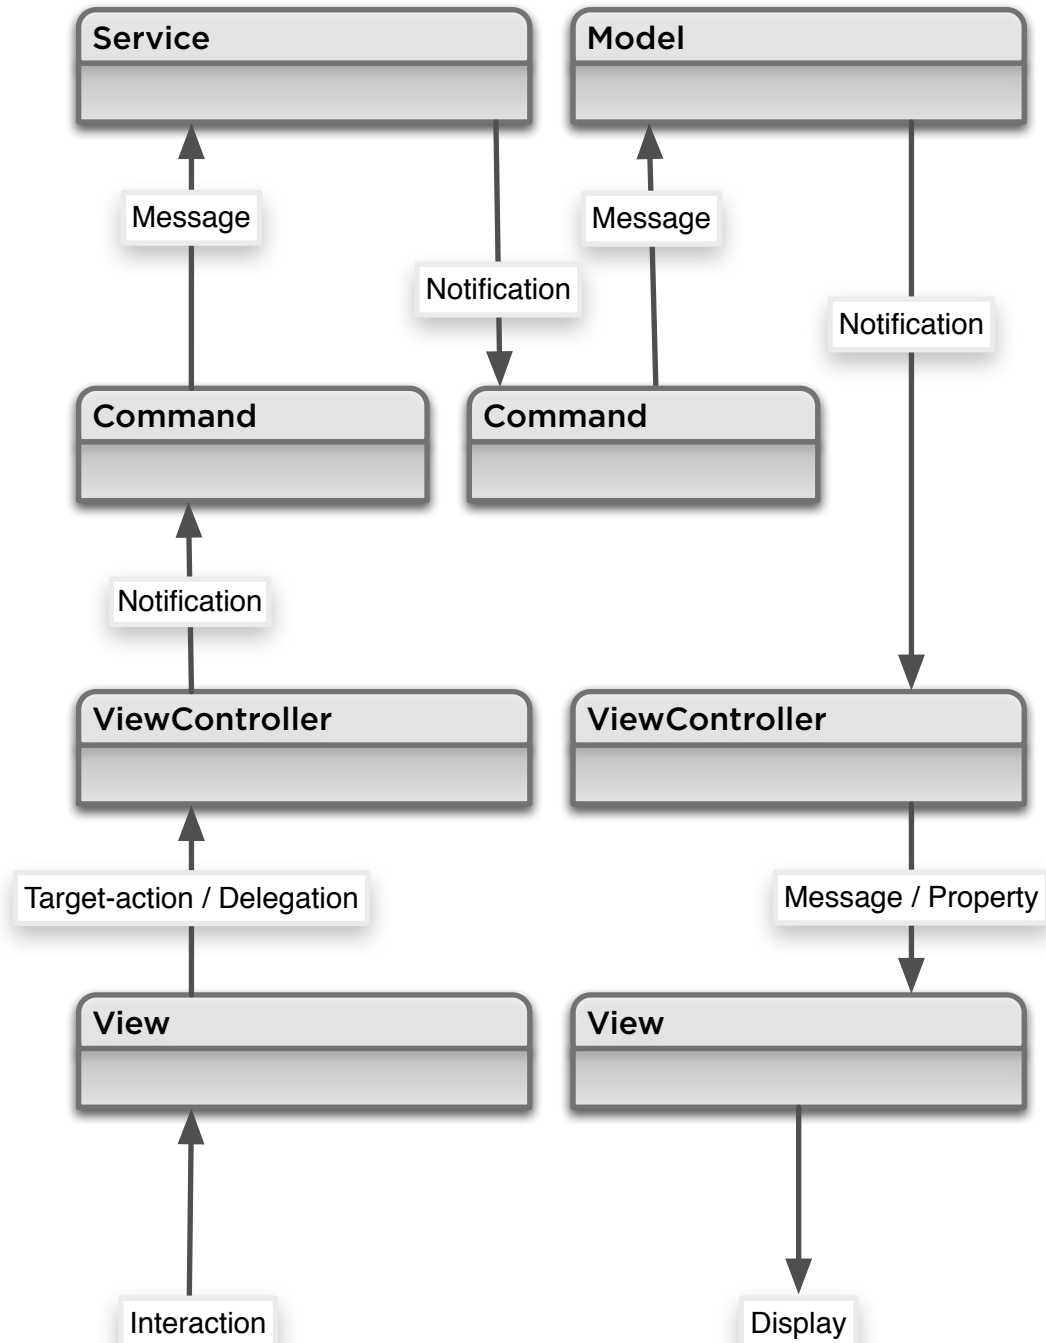 Service
Model
Message
Message
Notification
Notification
Command
Command
Notification
ViewController
ViewController
Target-action / Delegation
Message / Property
View
View
Interaction
Display